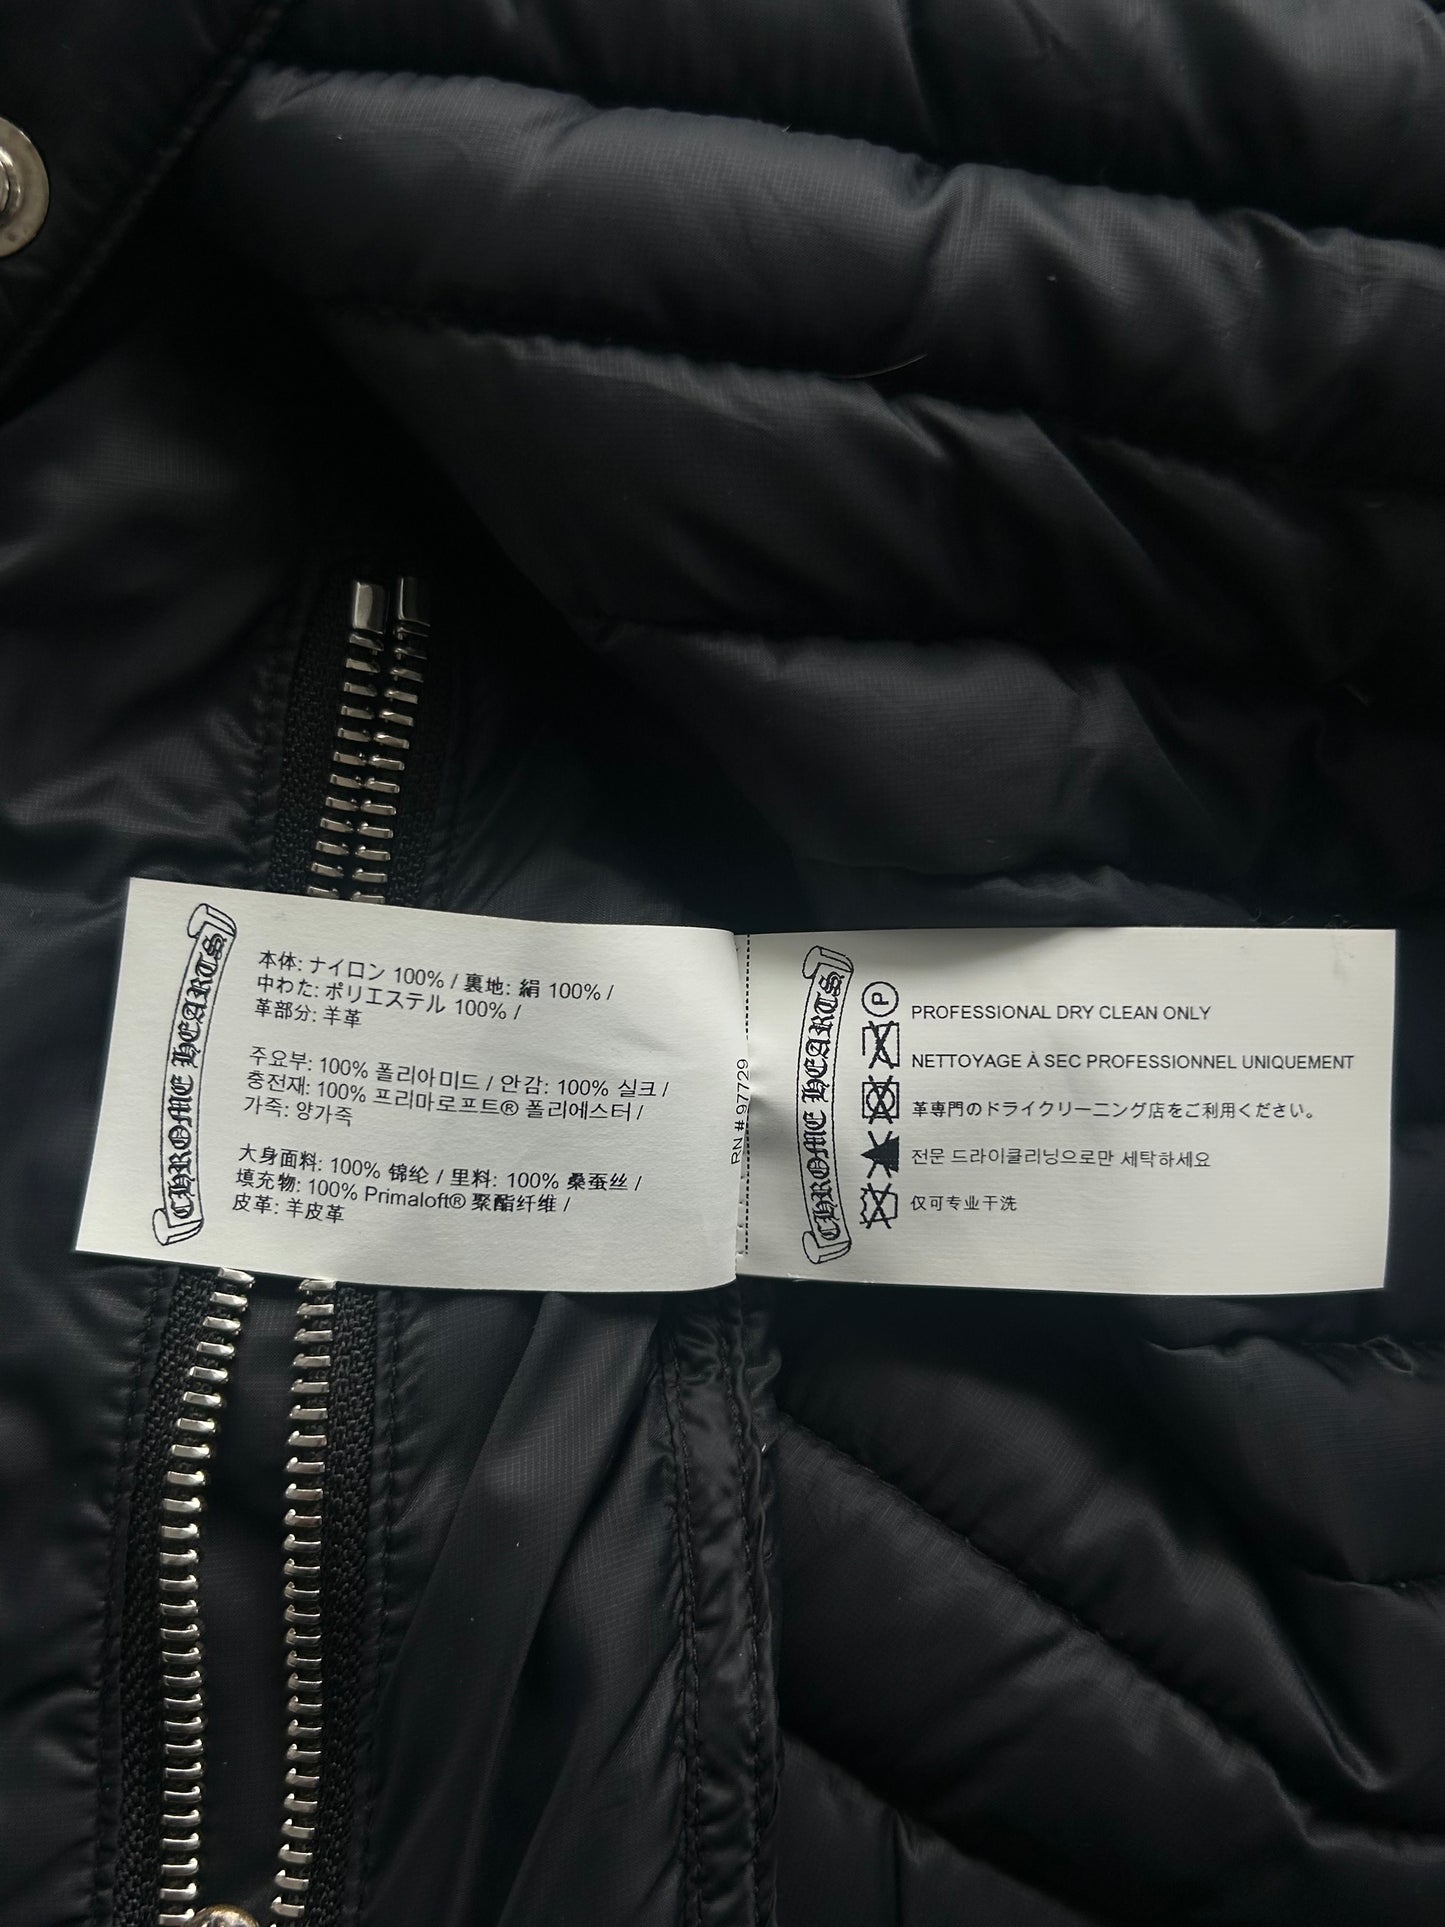 CHROME HEARTS
本体: ナイロン 100% / 裏地: 絹 100% /
中わた: ポリエステル 100% /
革部分: 羊革
주요부: 100% 폴리아미드 / 안감: 100% 실크 /
충전재: 100% 프리마로프트® 폴리에스터 /
가죽: 양가죽
大身面料: 100% 锦纶 / 里料: 100% 桑蚕丝 /
填充物: 100% Primaloft® 聚酯纤维 /
皮革: 羊皮革
RN # 97729
CHROME HEARTS
P
PROFESSIONAL DRY CLEAN ONLY
NETTOYAGE À SEC PROFESSIONNEL UNIQUEMENT
革専門のドライクリーニング店をご利用ください。
전문 드라이클리닝으로만 세탁하세요
仅可专业干洗